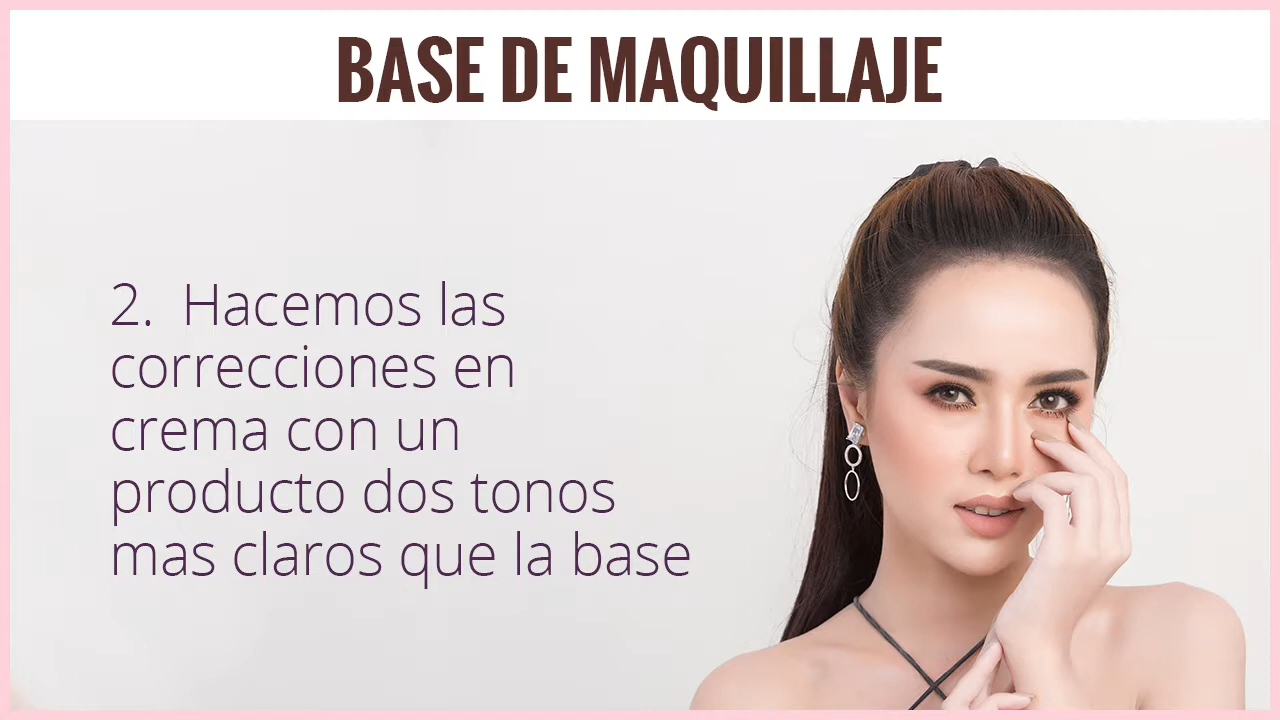 BASE DE MAQUILLAJE
2. Hacemos las
correcciones en
crema con un
producto dos tonos
mas claros que la base